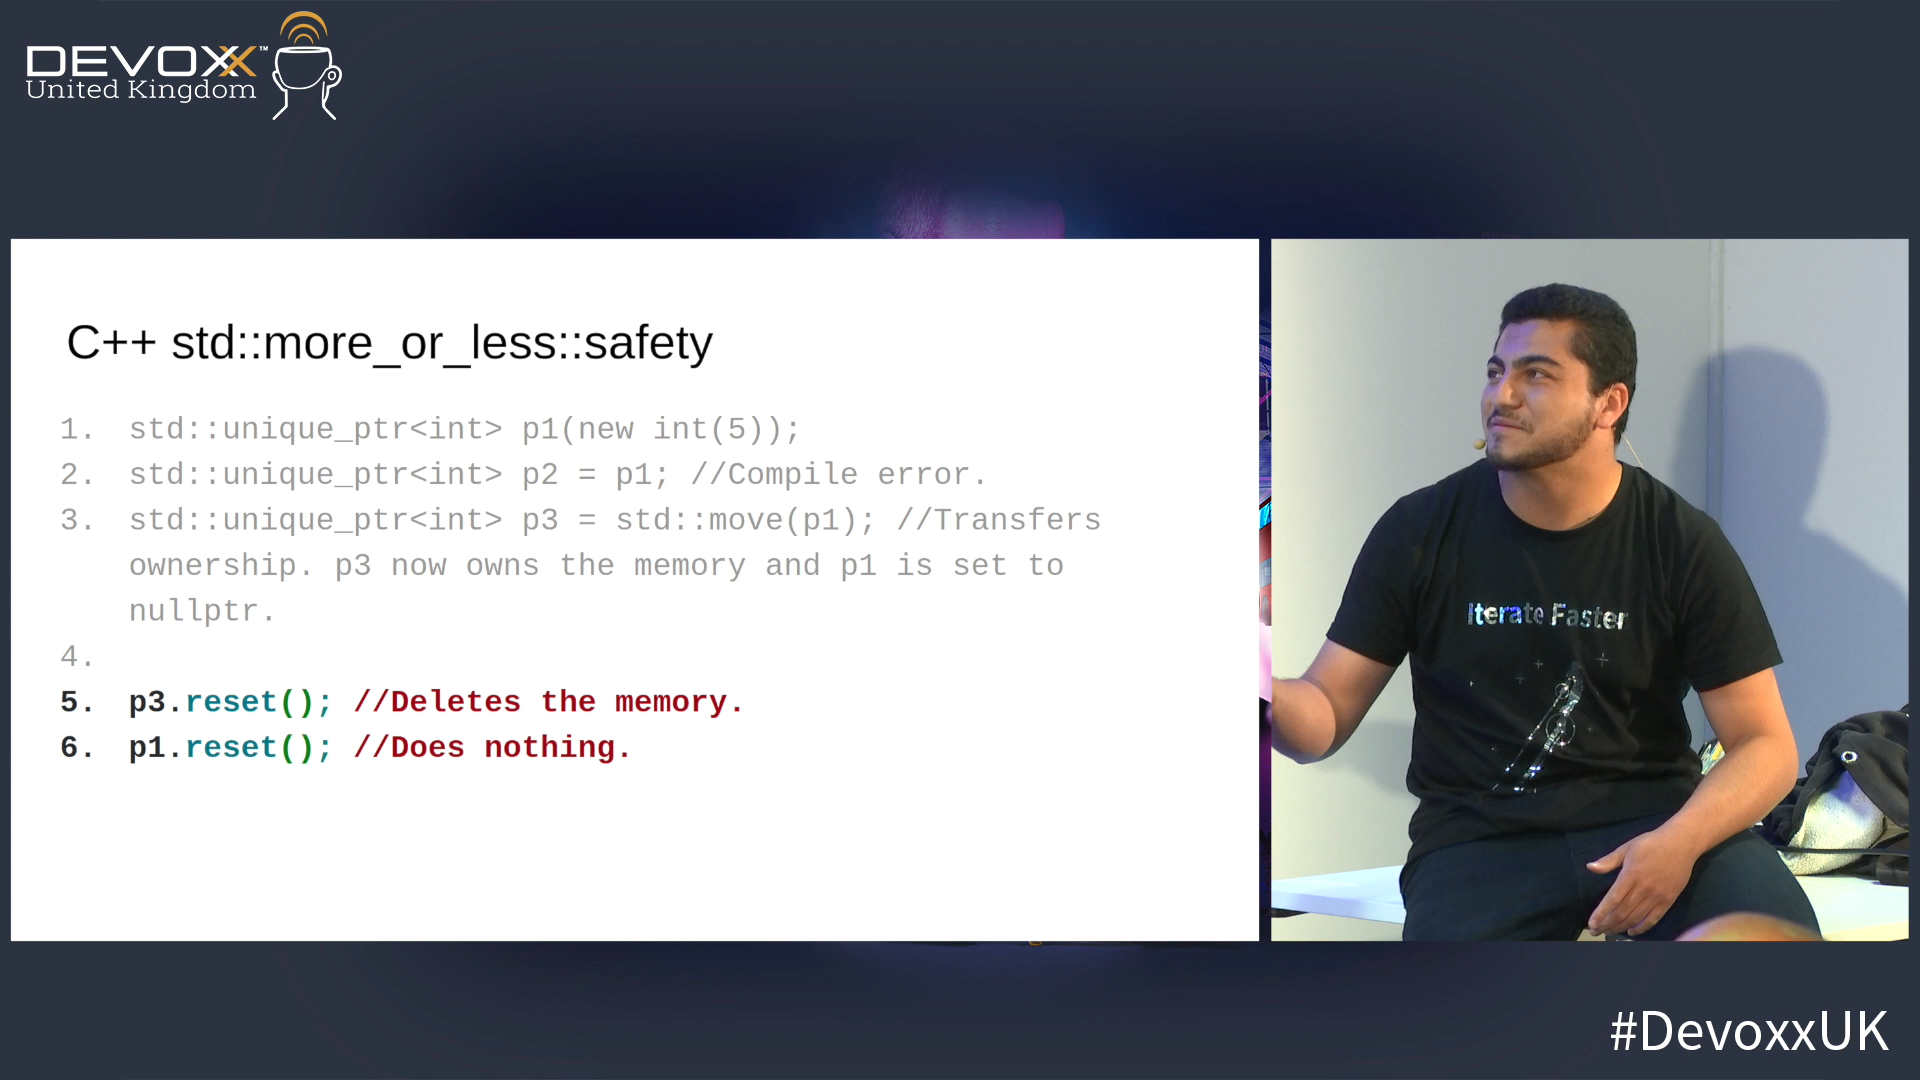 DEVOXX™
United Kingdom
C++ std::more_or_less::safety
1. std::unique_ptr<int> p1(new int(5));
2. std::unique_ptr<int> p2 = p1; //Compile error.
3. std::unique_ptr<int> p3 = std::move(p1); //Transfers
ownership. p3 now owns the memory and p1 is set to
nullptr.
4.
5. p3.reset(); //Deletes the memory.
6. p1.reset(); //Does nothing.
Iterate Faster
#DevoxxUK